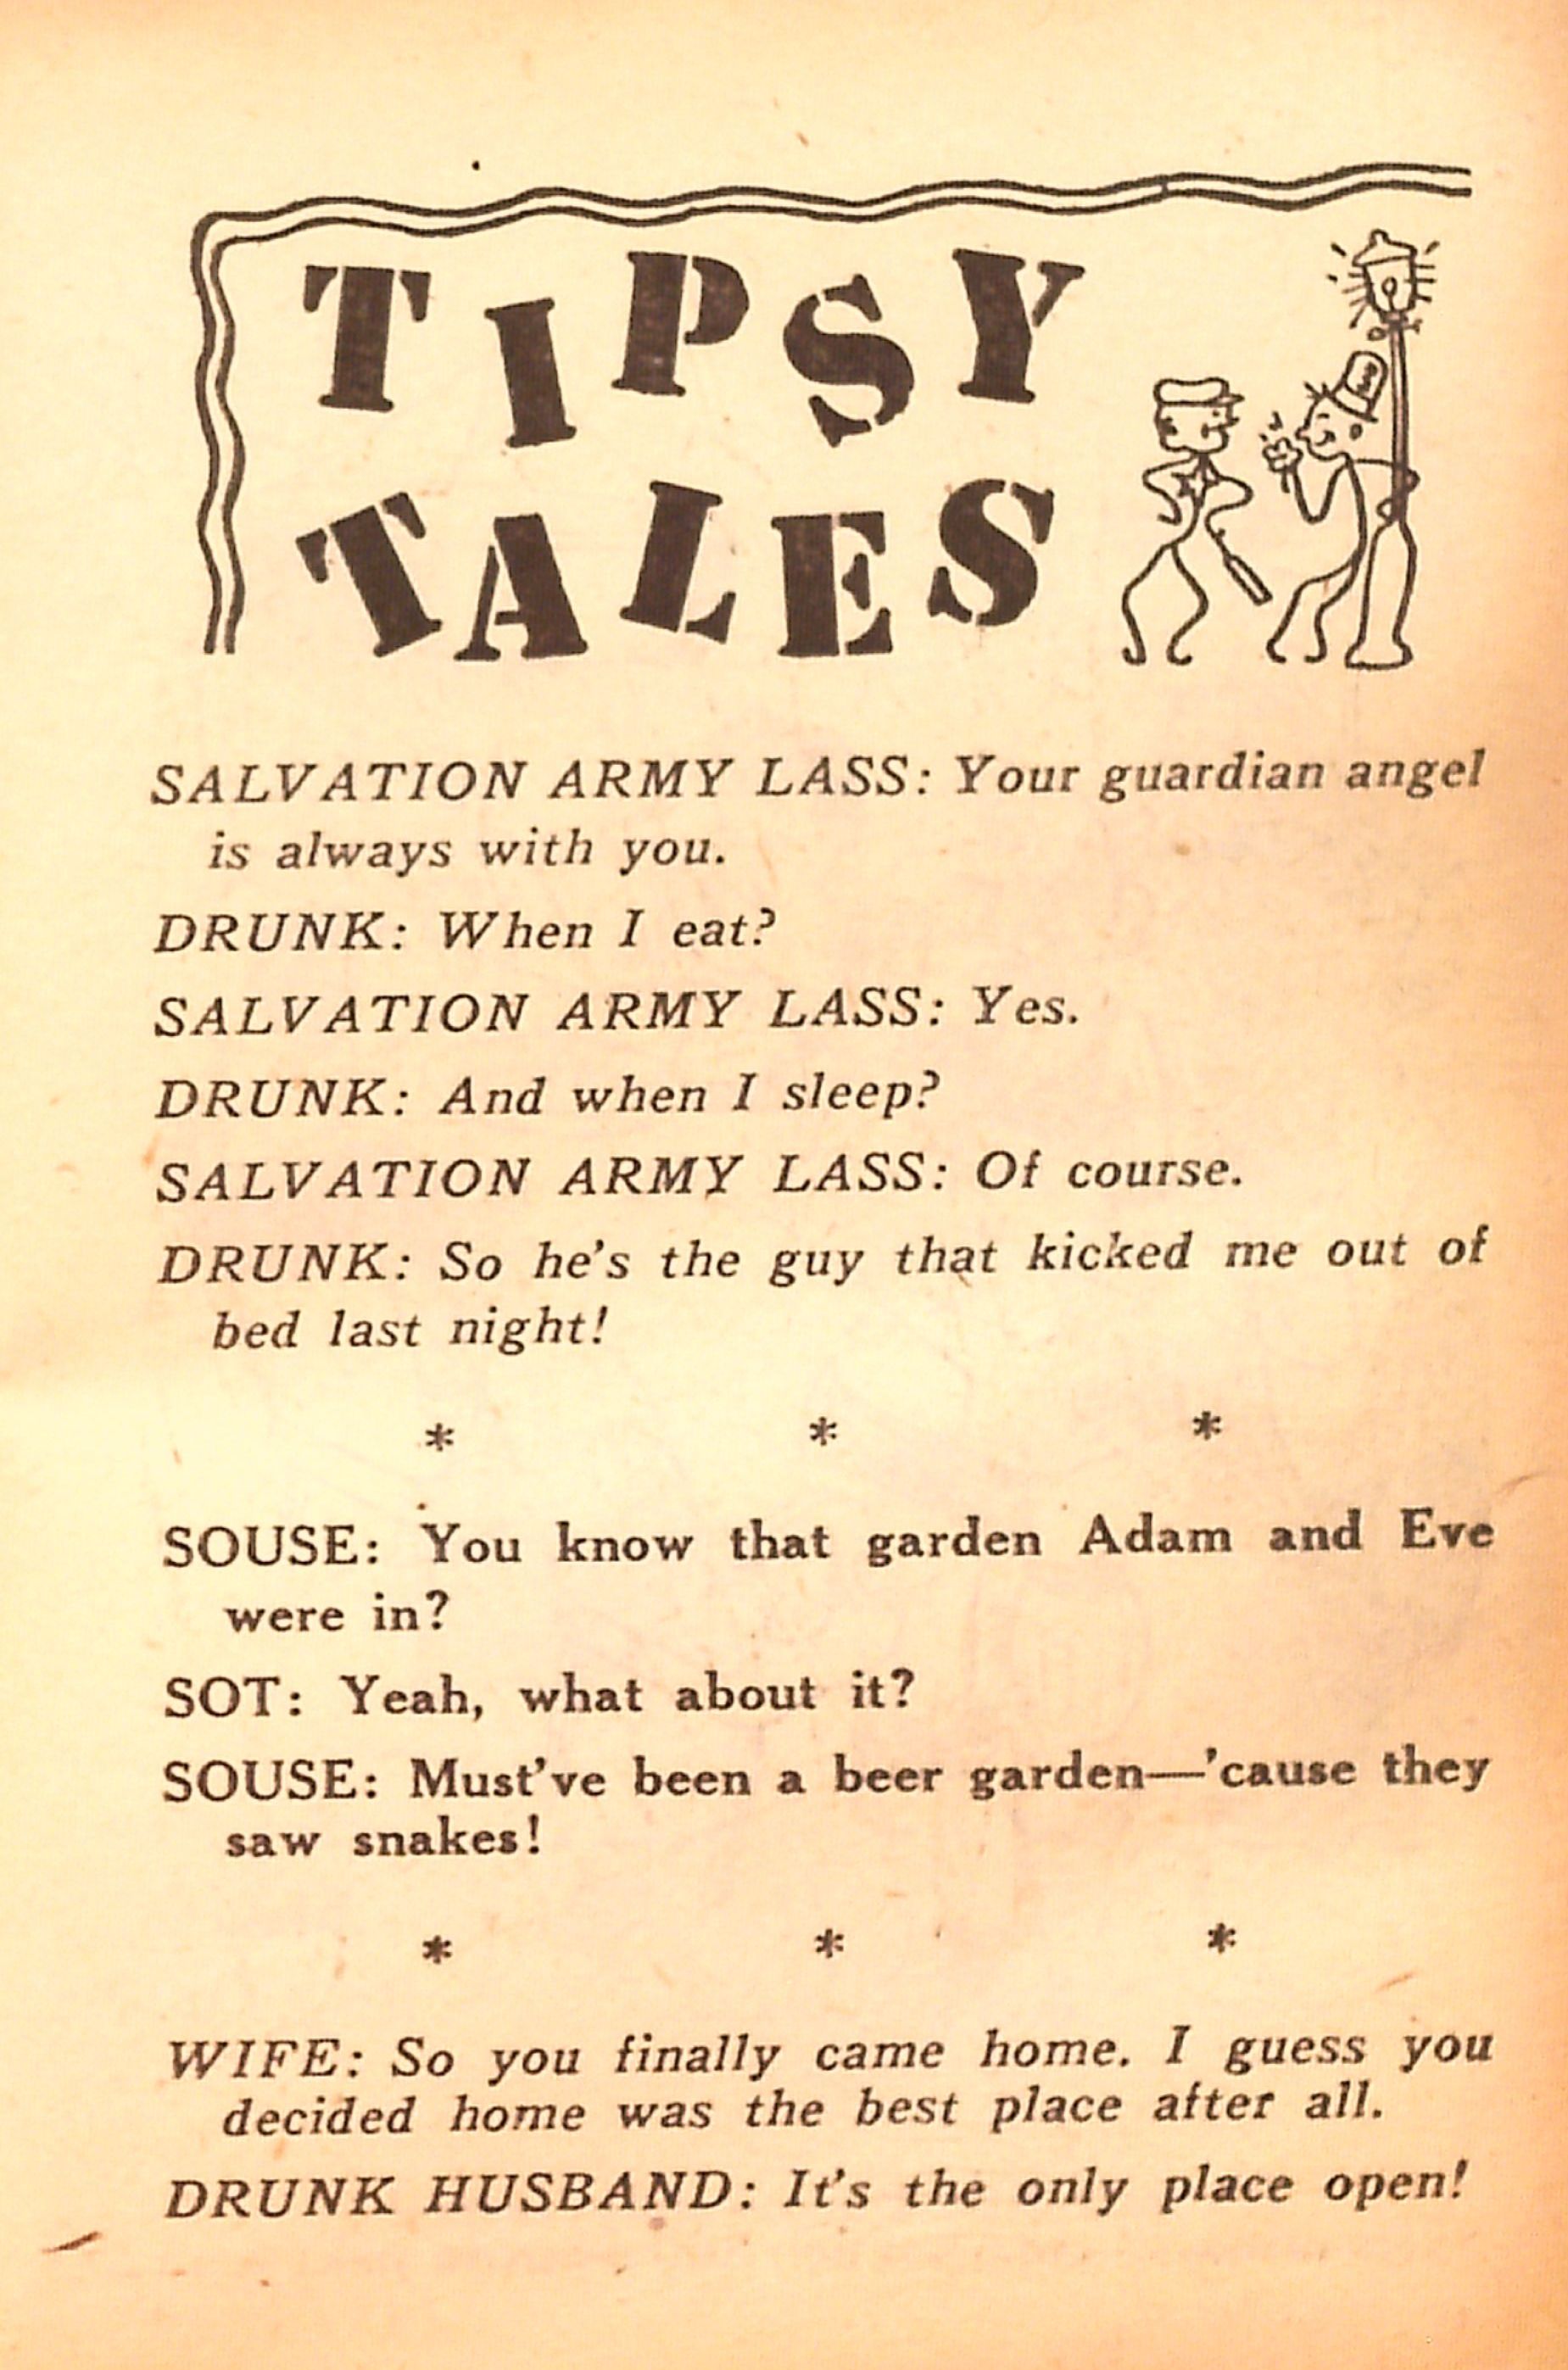 TIPSY
TALES
SALVATION ARMY LASS: Your guardian angel
is always with you.
DRUNK: When I eat?
SALVATION ARMY LASS: Yes.
DRUNK: And when I sleep?
SALVATION ARMY LASS: Of course.
DRUNK: So he's the guy that kicked me out of
bed last night!
* * *
SOUSE: You know that garden Adam and Eve
were in?
SOT: Yeah, what about it?
SOUSE: Must've been a beer garden—'cause they
saw snakes!
* * *
WIFE: So you finally came home. I guess you
decided home was the best place after all.
DRUNK HUSBAND: It's the only place open!